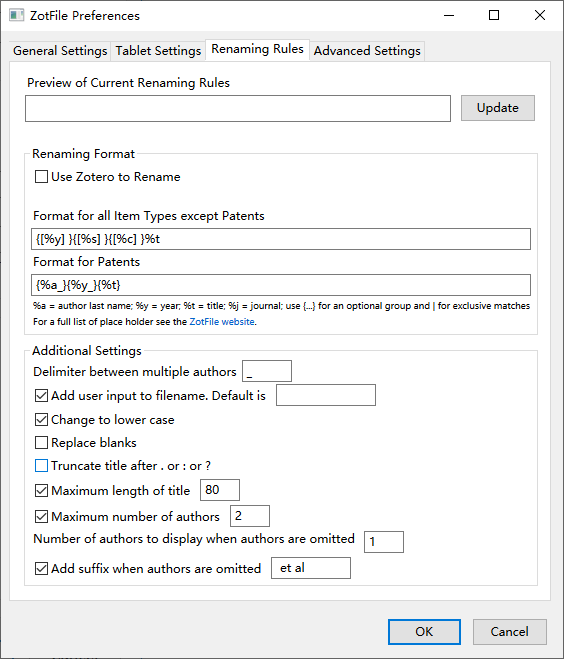 ZotFile Preferences
General Settings Tablet Settings Renaming Rules Advanced Settings
Preview of Current Renaming Rules
Update
Renaming Format
Use Zotero to Rename
Format for all Item Types except Patents
{[%y] }{[%s] }{[%c] }%t
Format for Patents
{%a_}{%y_}{%t}
%a = author last name; %y = year; %t = title; %j = journal; use {...} for an optional group and | for exclusive matches
For a full list of place holder see the ZotFile website.
Additional Settings
Delimiter between multiple authors _
Add user input to filename. Default is
Change to lower case
Replace blanks
Truncate title after . or : or ?
Maximum length of title 80
Maximum number of authors 2
Number of authors to display when authors are omitted 1
Add suffix when authors are omitted et al
OK Cancel